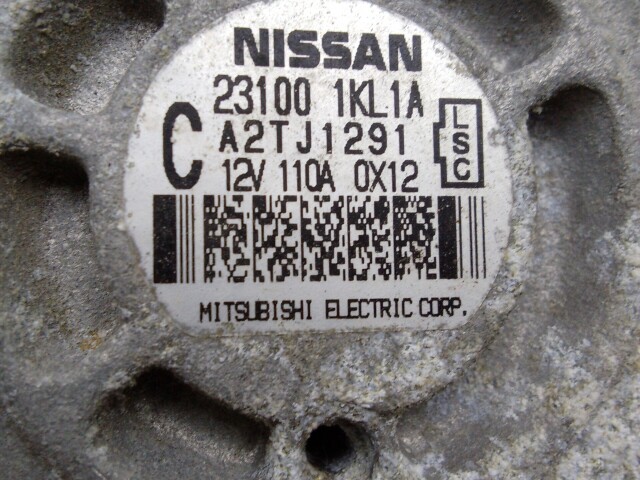 NISSAN
23100 1KL1A
C A2TJ1291
12V 110A 0X12
LSC
MITSUBISHI ELECTRIC CORP.